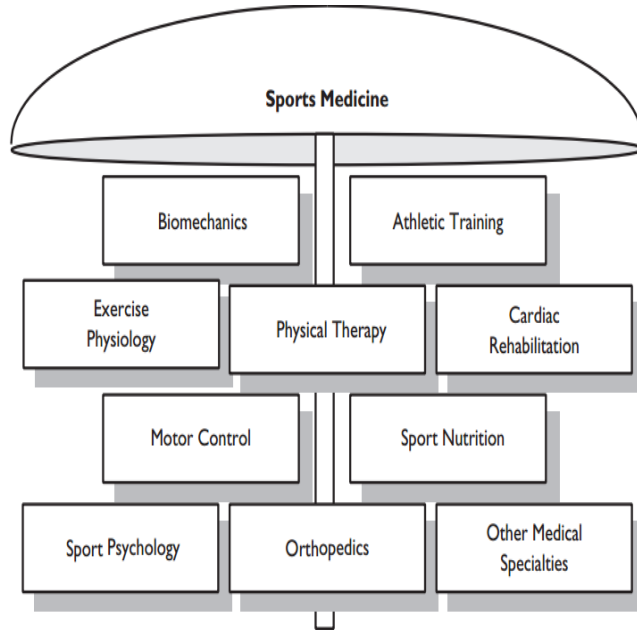 Sports Medicine
Biomechanics
Athletic Training
Exercise
Physiology
Physical Therapy
Cardiac
Rehabilitation
Motor Control
Sport Nutrition
Sport Psychology
Orthopedics
Other Medical
Specialties